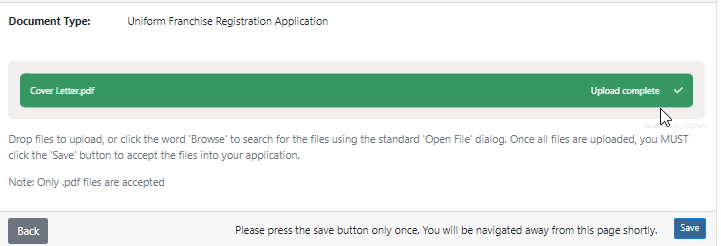 Document Type: Uniform Franchise Registration Application
Cover Letter.pdf Upload complete
Drop files to upload, or click the word 'Browse' to search for the files using the standard 'Open File' dialog. Once all files are uploaded, you MUST
click the 'Save' button to accept the files into your application.
Note: Only .pdf files are accepted
Back Please press the save button only once. You will be navigated away from this page shortly. Save